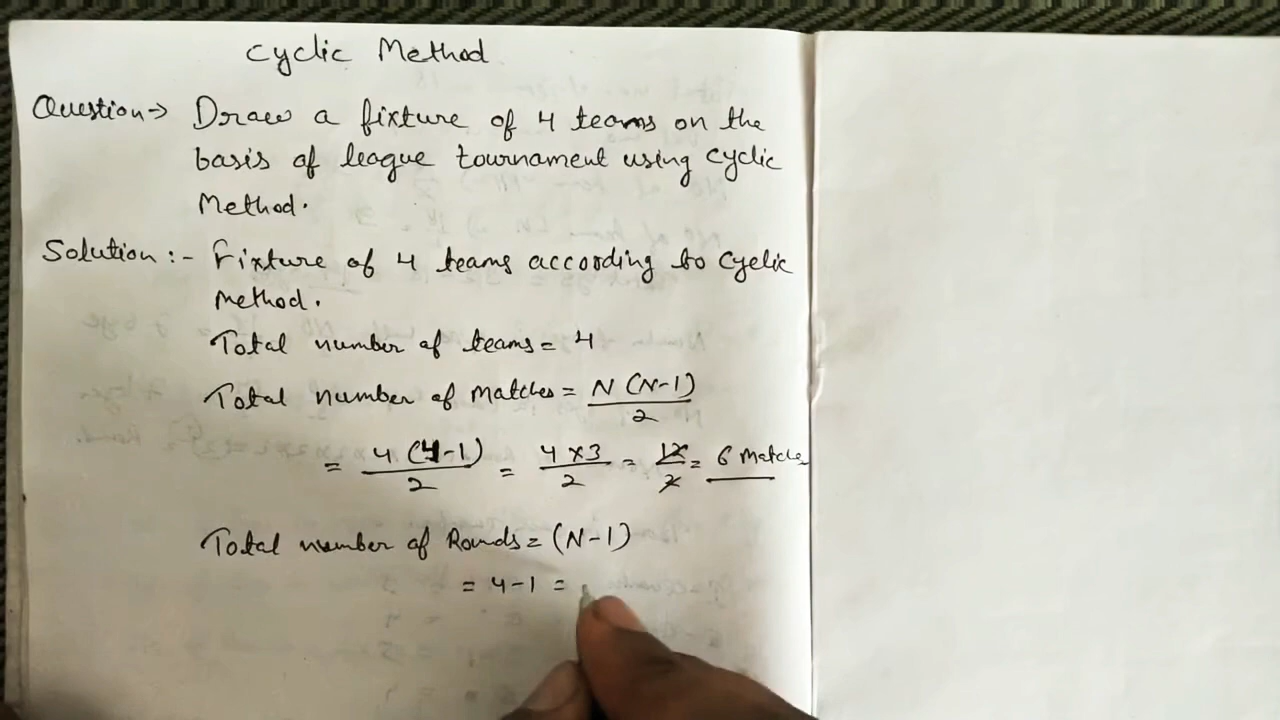 Cyclic Method
Question→ Draw a fixture of 4 teams on the
basis of league tournament using cyclic
Method.
Solution :- Fixture of 4 teams according to cyclic
method.
Total number of teams = 4
Total number of Matches = N (N-1) / 2
= 4 (4-1) / 2 = 4 × 3 / 2 = 12 / 2 = 6 Matches
Total number of Rounds = (N-1)
= 4-1 =